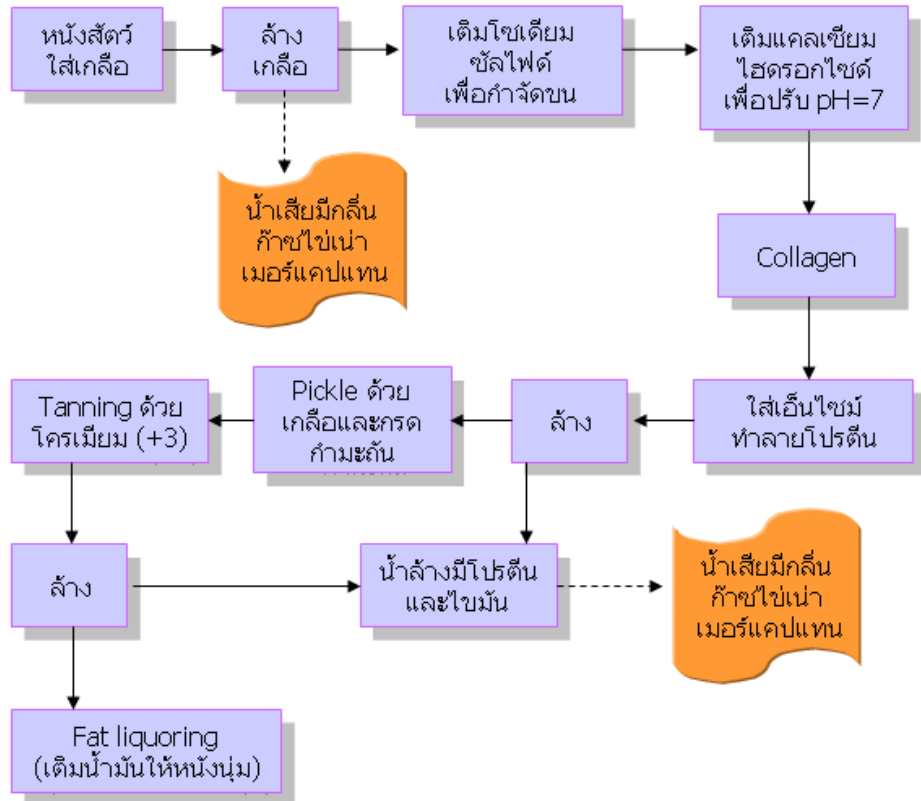 หนังสัตว์
ใส่เกลือ
ล้าง
เกลือ
เติมโซเดียม
ซัลไฟด์
เพื่อกำจัดขน
เติมแคลเซียม
ไฮดรอกไซด์
เพื่อปรับ pH=7
น้ำเสียมีกลิ่น
ก๊าซไข่เน่า
เมอร์แคปแทน
Collagen
ใส่เอ็นไซม์
ทำลายโปรตีน
ล้าง
Pickle ด้วย
เกลือและกรด
กำมะถัน
Tanning ด้วย
โครเมียม (+3)
ล้าง
น้ำล้างมีโปรตีน
และไขมัน
น้ำเสียมีกลิ่น
ก๊าซไข่เน่า
เมอร์แคปแทน
Fat liquoring
(เติมน้ำมันให้หนังนุ่ม)